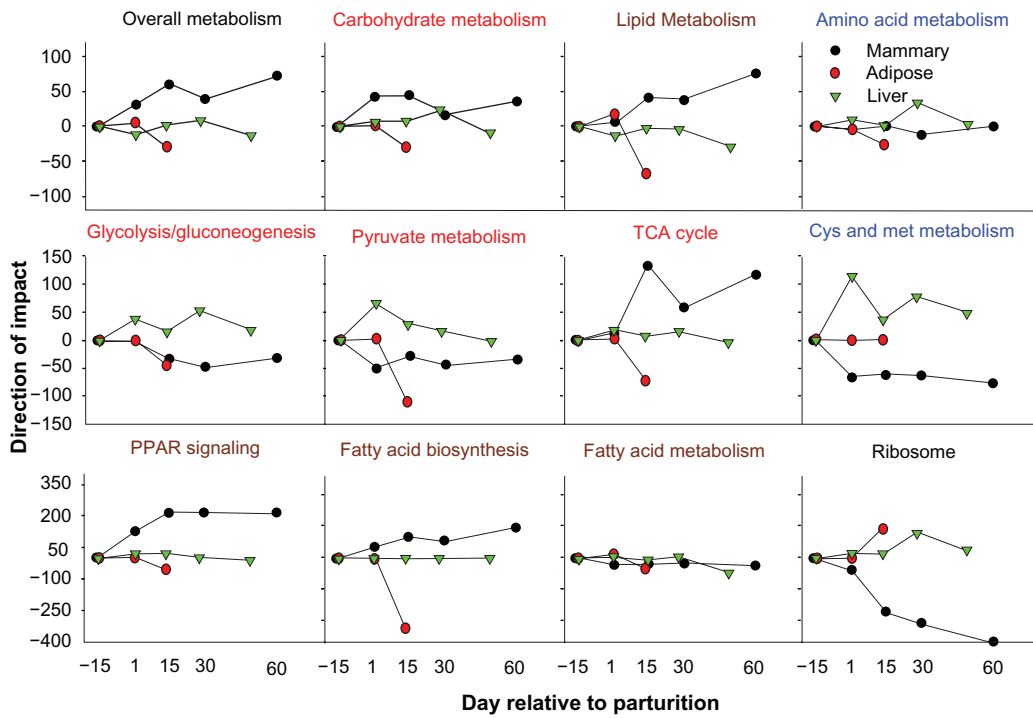 Overall metabolism
Carbohydrate metabolism
Lipid Metabolism
Amino acid metabolism
Mammary
Adipose
Liver
100
50
0
−50
−100
Glycolysis/gluconeogenesis
Pyruvate metabolism
TCA cycle
Cys and met metabolism
150
100
50
0
−50
−100
−150
Direction of impact
PPAR signaling
Fatty acid biosynthesis
Fatty acid metabolism
Ribosome
350
200
50
−100
−250
−400
−15 1 15 30 60
−15 1 15 30 60
−15 1 15 30 60
−15 1 15 30 60
Day relative to parturition